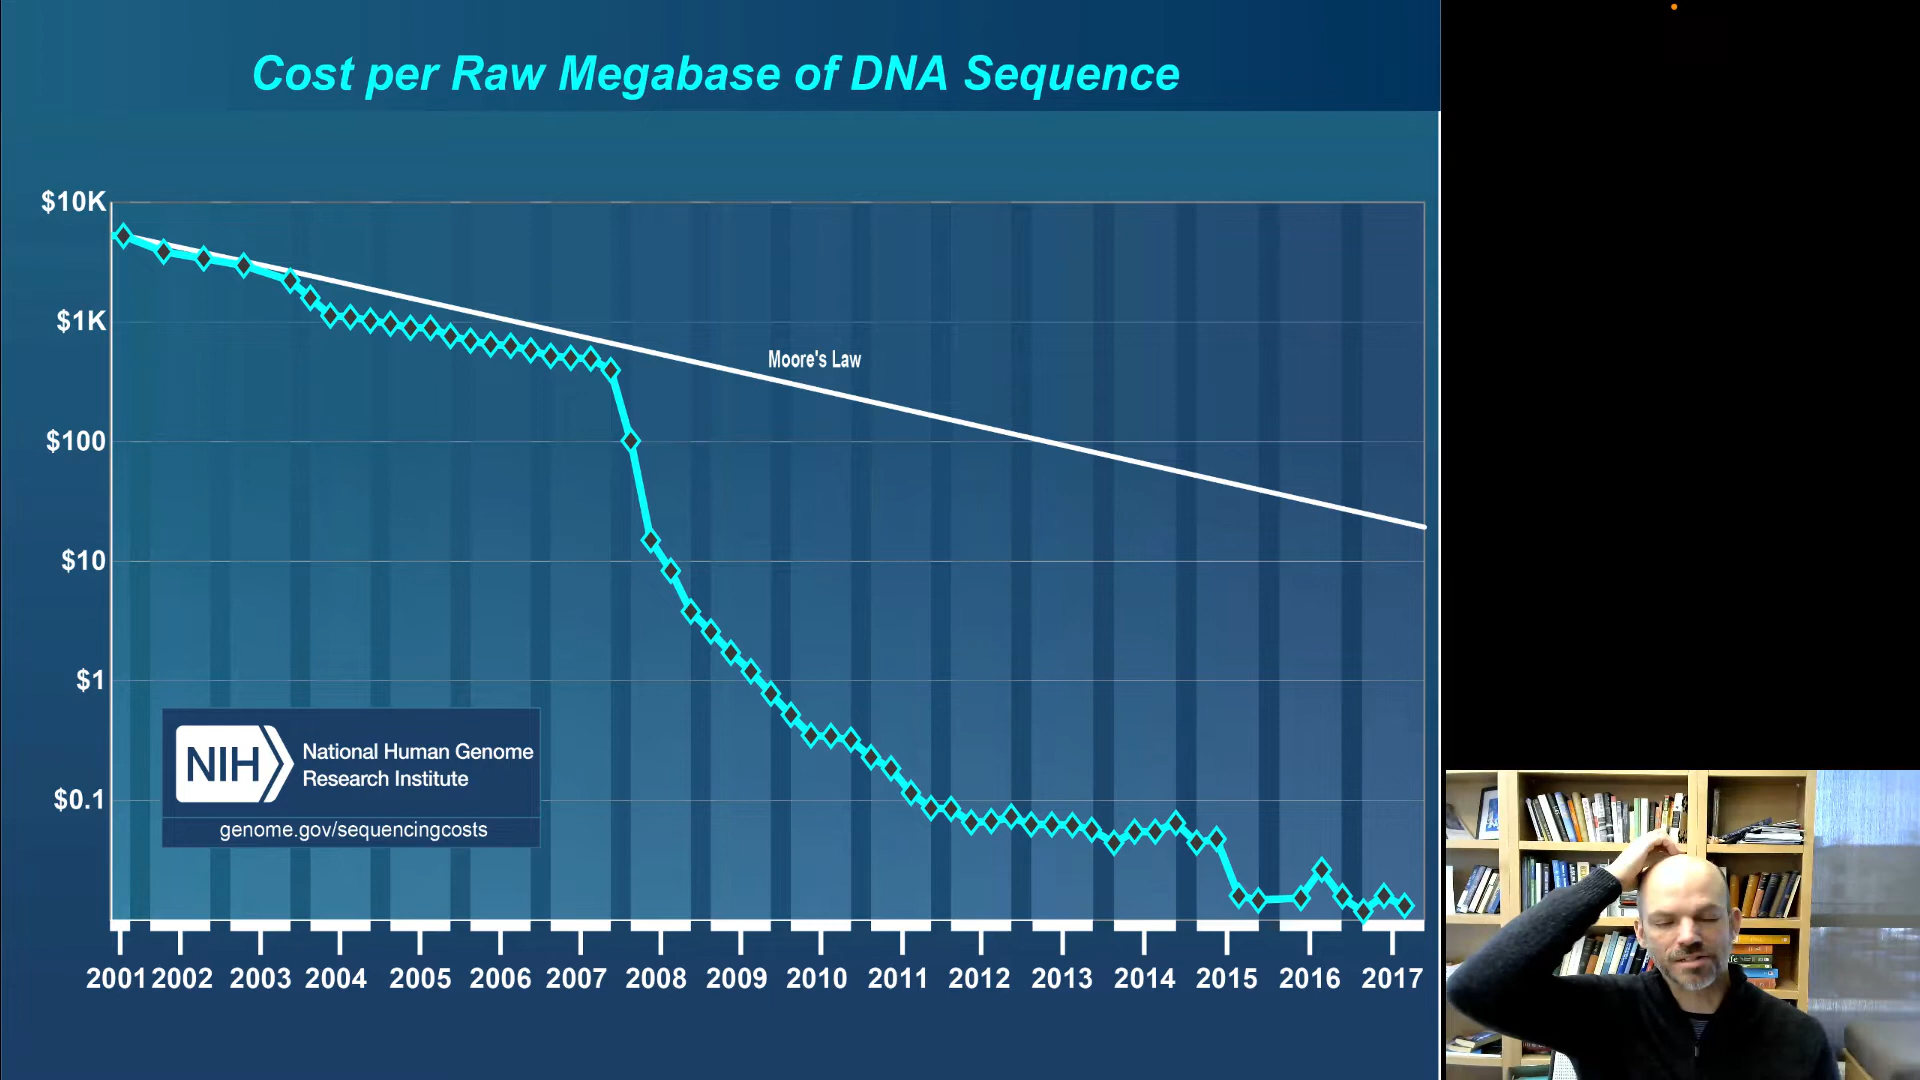 Cost per Raw Megabase of DNA Sequence
$10K
$1K
$100
$10
$1
$0.1
Moore's Law
NIH
National Human Genome
Research Institute
genome.gov/sequencingcosts
2001 2002 2003 2004 2005 2006 2007 2008 2009 2010 2011 2012 2013 2014 2015 2016 2017